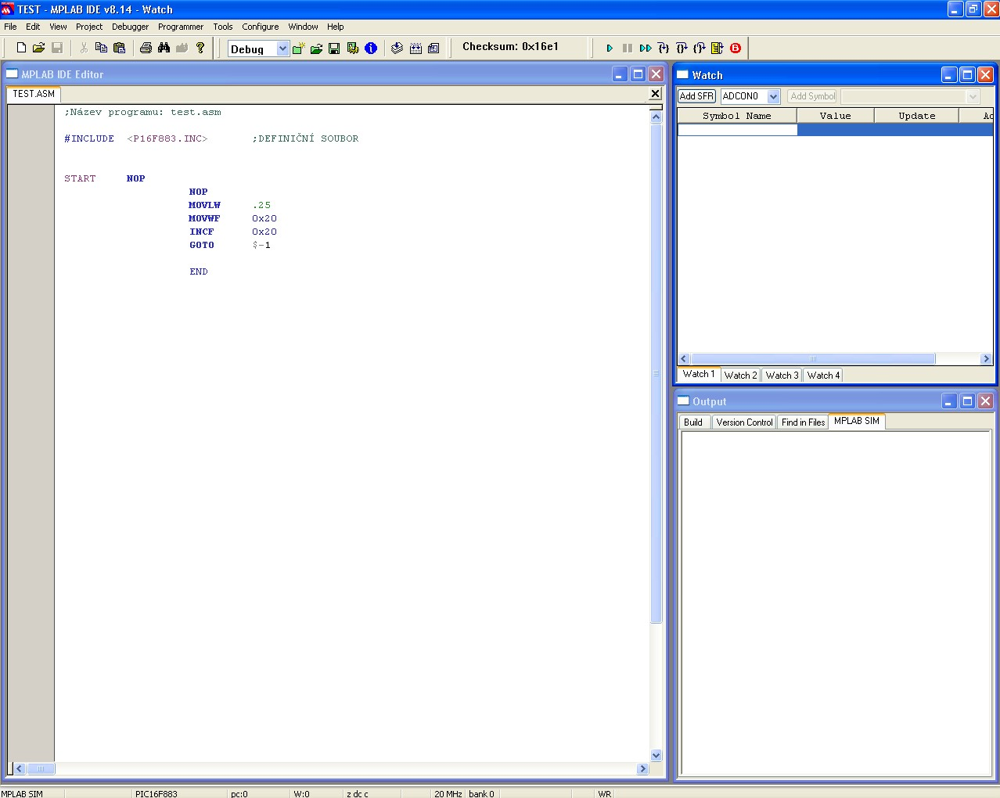 TEST - MPLAB IDE v8.14 - Watch
File Edit View Project Debugger Programmer Tools Configure Window Help
Debug Checksum: 0x16e1
MPLAB IDE Editor
TEST.ASM
;Název programu: test.asm
#INCLUDE <P16F883.INC> ;DEFINIČNÍ SOUBOR
START NOP
NOP
MOVLW .25
MOVWF 0x20
INCF 0x20
GOTO $-1
END
Watch
Add SFR ADCON0 Add Symbol
Symbol Name Value Update Ad
Watch 1 Watch 2 Watch 3 Watch 4
Output
Build Version Control Find in Files MPLAB SIM
MPLAB SIM PIC16F883 pc:0 W:0 z dc c 20 MHz bank 0 WR